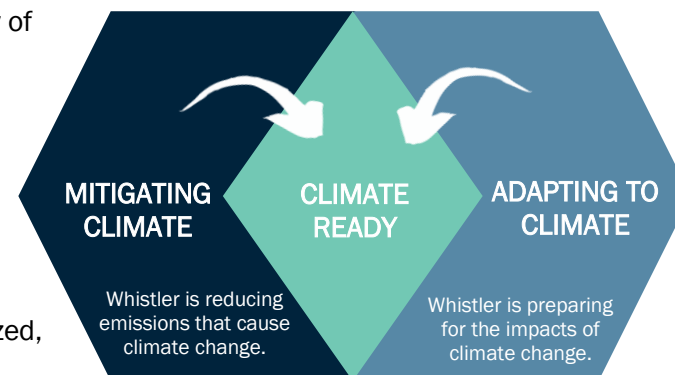 of
MITIGATING
CLIMATE
CLIMATE
READY
ADAPTING TO
CLIMATE
Whistler is reducing
emissions that cause
climate change.
Whistler is preparing
for the impacts of
climate change.